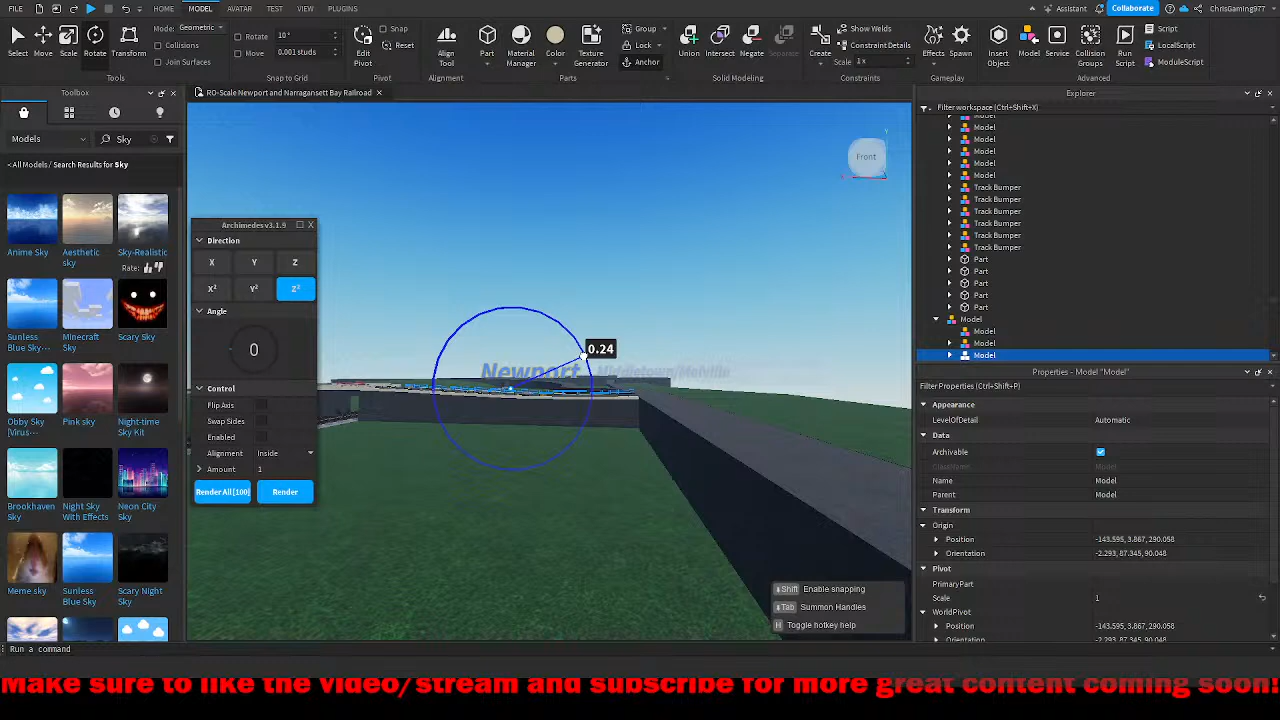 FILE HOME MODEL AVATAR TEST VIEW PLUGINS Assistant Collaborate ChrisGaming977
Select Move Scale Rotate Transform Mode: Geometric Rotate 10° Edit Pivot Snap Align Tool Part Material Manager Color Texture Generator Group Union Intersect Negate Separate Create Show Welds Effects Spawn Insert Object Model Service Collision Groups Run Script Script
Collisions Move 0.001 studs Reset Lock Constraint Details LocalScript
Join Surfaces Anchor Scale 1x ModuleScript
Tools Snap to Grid Pivot Alignment Parts Solid Modeling Constraints Gameplay Advanced
Toolbox
RO-Scale Newport and Narragansett Bay Railroad
Models Sky
<All Models/ Search Results for Sky
Anime Sky Aesthetic sky Sky-Realistic
Rate:
Sunless Blue Sky... Minecraft Sky Scary Sky
Obby Sky [Virus... Pink sky Night-time Sky Kit
Brookhaven Sky Night Sky With Effects Neon City Sky
Meme sky Sunless Blue Sky Scary Night Sky
Archimedes v3.1.9
Direction
X Y Z
X² Y² Z²
Angle
0
Control
Flip Axis
Swap Sides
Enabled
Alignment Inside
Amount 1
Render All [100] Render
Front
0.24
Newport Middletown/Melville
Shift Enable snapping
Tab Summon Handles
H Toggle hotkey help
Explorer
Filter workspace (Ctrl+Shift+X)
Model
Model
Model
Model
Model
Model
Track Bumper
Track Bumper
Track Bumper
Track Bumper
Track Bumper
Track Bumper
Part
Part
Part
Part
Part
Model
Model
Model
Model
Properties - Model "Model"
Filter Properties (Ctrl+Shift+P)
Appearance
LevelOfDetail Automatic
Data
Archivable
ClassName Model
Name Model
Parent Model
Transform
Origin
Position -143.595, 3.867, 290.058
Orientation -2.293, 87.345, 90.048
Pivot
PrimaryPart
Scale 1
WorldPivot
Position -143.595, 3.867, 290.058
Orientation -2.293, 87.345, 90.048
Run a command
Make sure to like the video/stream and subscribe for more great content coming soon!